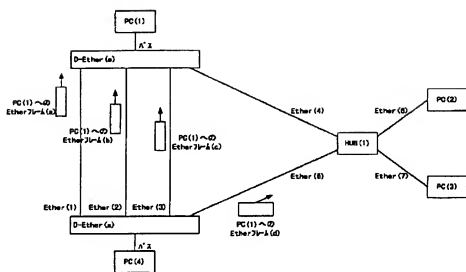 PC(1)
バス
D-Ether(a)
PC(1)への
Etherフレーム(a)
PC(1)への
Etherフレーム(b)
PC(1)への
Etherフレーム(c)
Ether(4)
Ether(6)
PC(2)
HUB(1)
Ether(7)
PC(3)
Ether(1)
Ether(2)
Ether(3)
PC(1)への
Etherフレーム(d)
D-Ether(a)
バス
PC(4)